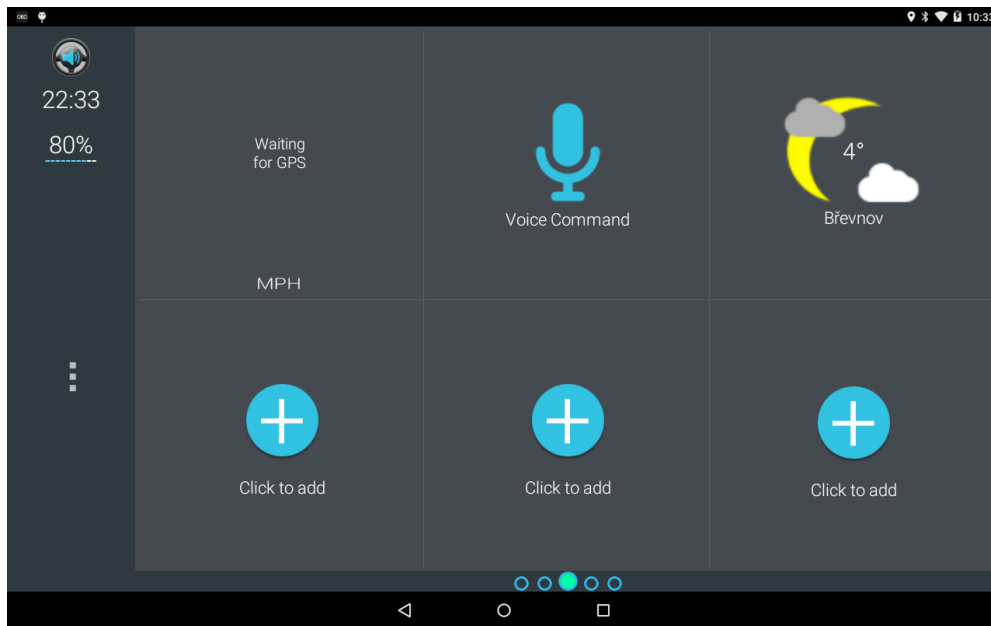 OBD
10:33
22:33
80%
Waiting
for GPS
MPH
Voice Command
4°
Břevnov
Click to add
Click to add
Click to add